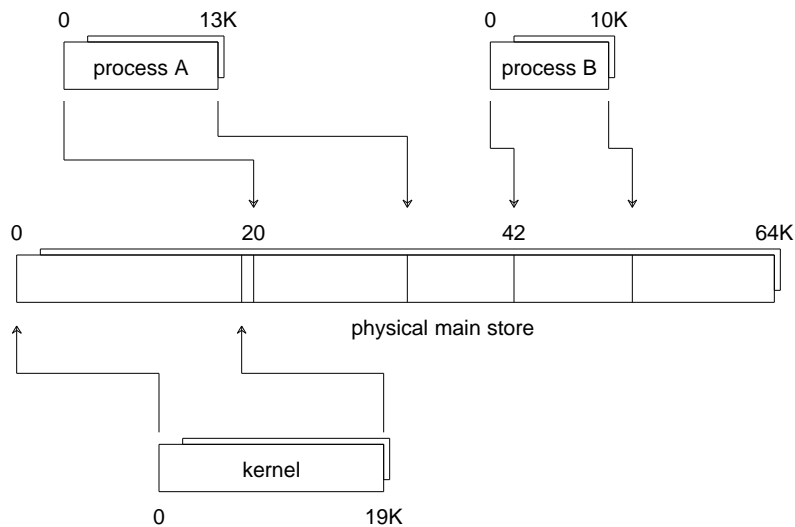 0 13K 0 10K
process A process B
0 20 42 64K
physical main store
kernel
0 19K